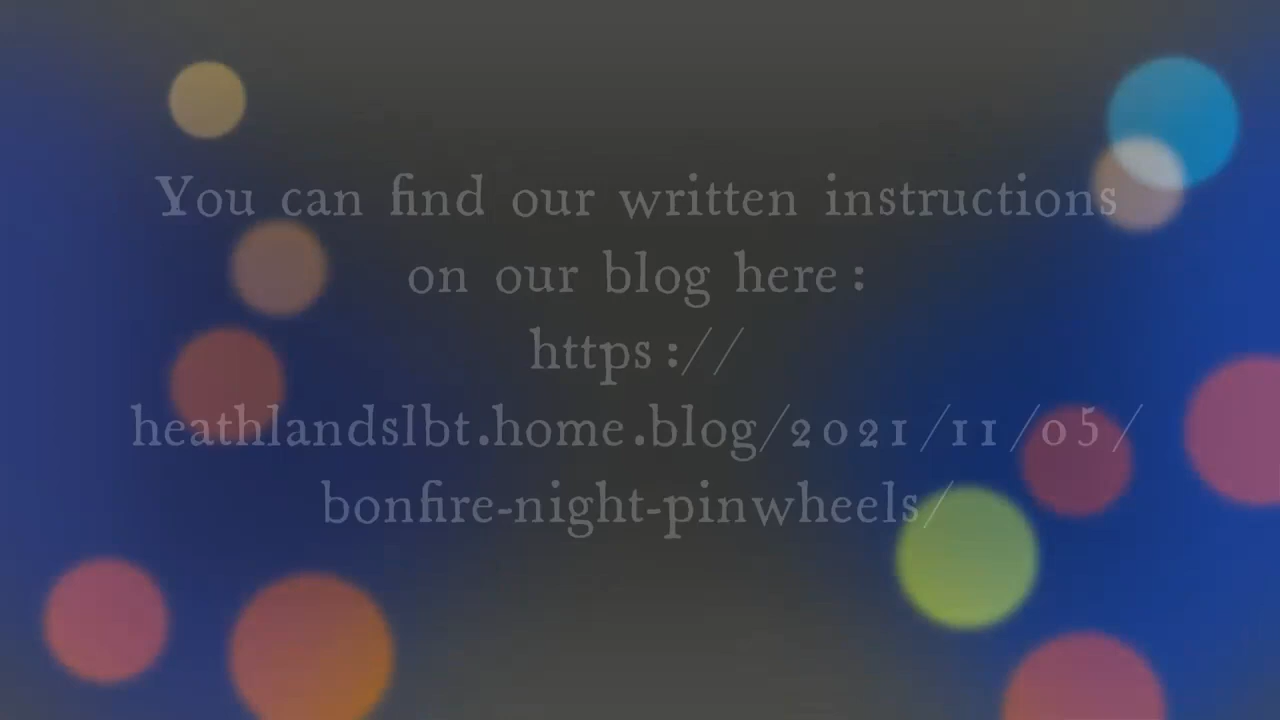 You can find our written instructions
on our blog here:
https://
heathlandslbt.home.blog/2021/11/05/
bonfire-night-pinwheels/